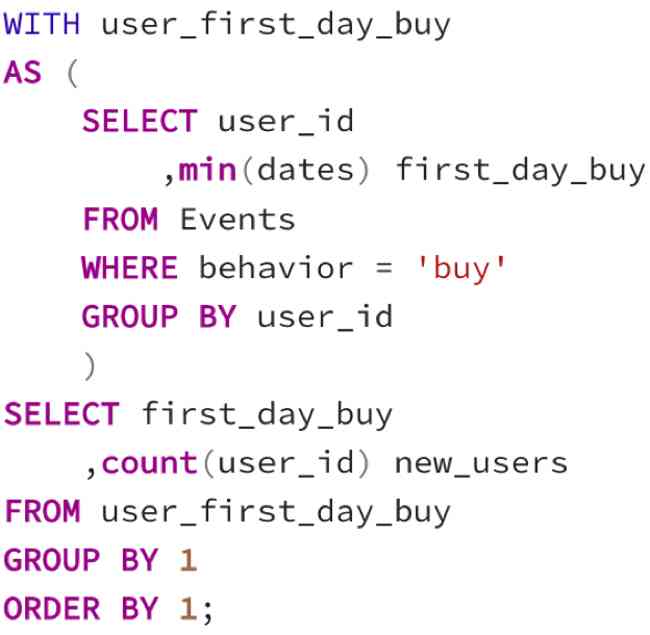 WITH user_first_day_buy
AS (
    SELECT user_id
        ,min(dates) first_day_buy
    FROM Events
    WHERE behavior = 'buy'
    GROUP BY user_id
    )
SELECT first_day_buy
    ,count(user_id) new_users
FROM user_first_day_buy
GROUP BY 1
ORDER BY 1;